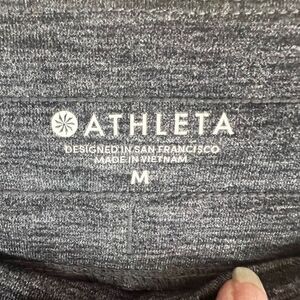 ATHLETA
DESIGNED IN SAN FRANCISCO
MADE IN VIETNAM
M